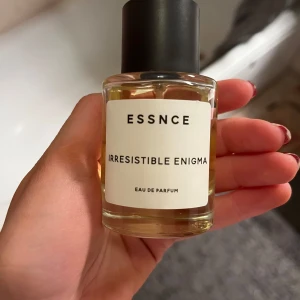 ESSNCE
IRRESISTIBLE ENIGMA
EAU DE PARFUM